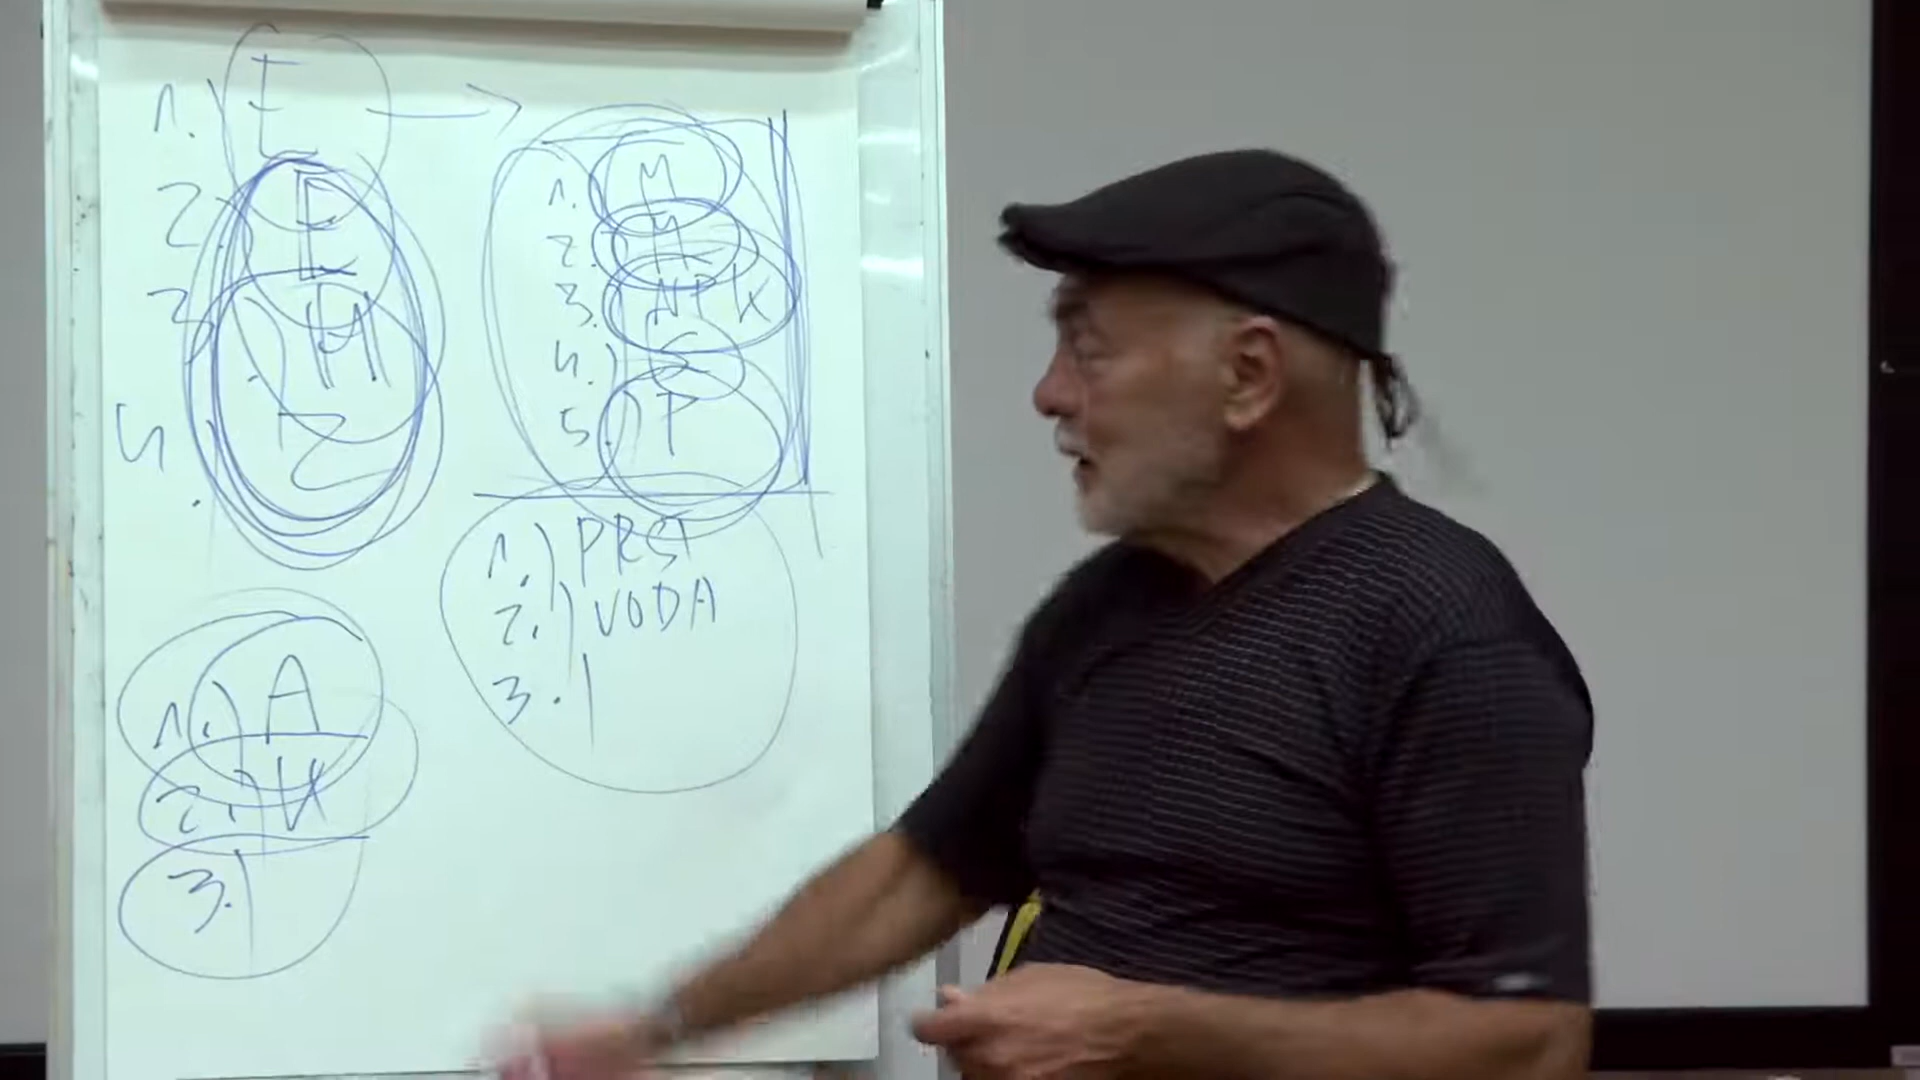 1.) E
2. E
3. M
4.
1. M
2. M
3. NPK
4.) C
5.) P
1.) PRST
2.) VODA
3.)
1.) A
2.) K
3.)